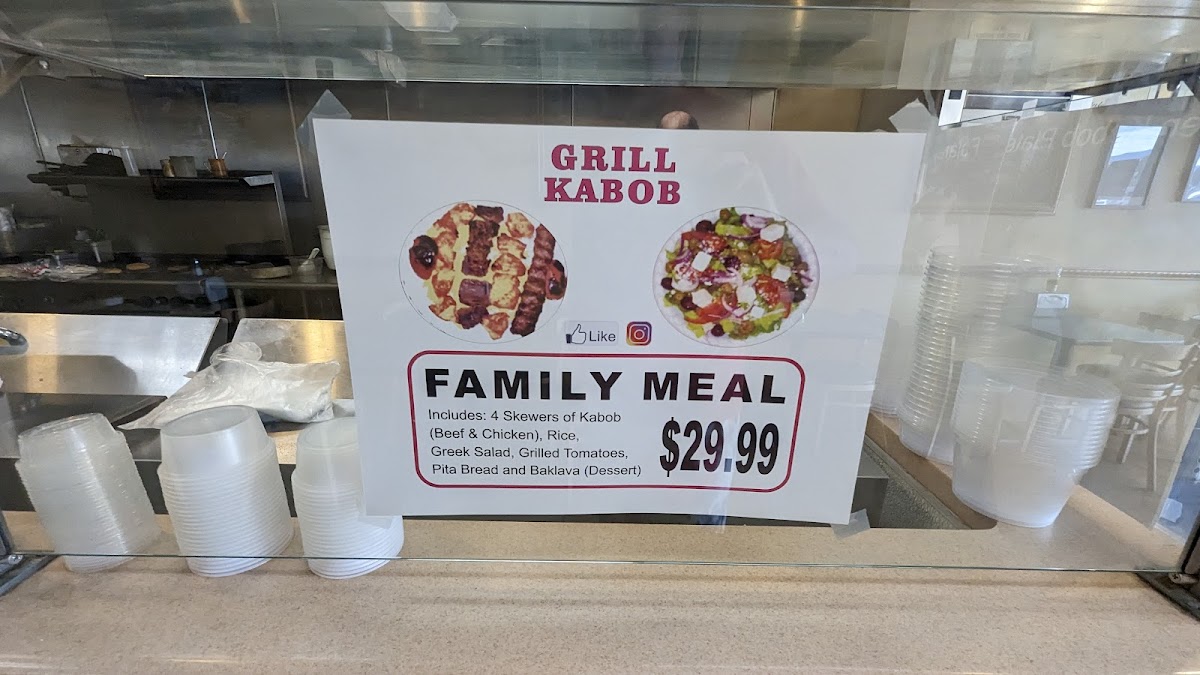 GRILL
KABOB
Like
FAMILY MEAL
Includes: 4 Skewers of Kabob
(Beef & Chicken), Rice,
Greek Salad, Grilled Tomatoes,
Pita Bread and Baklava (Dessert)
$29.99